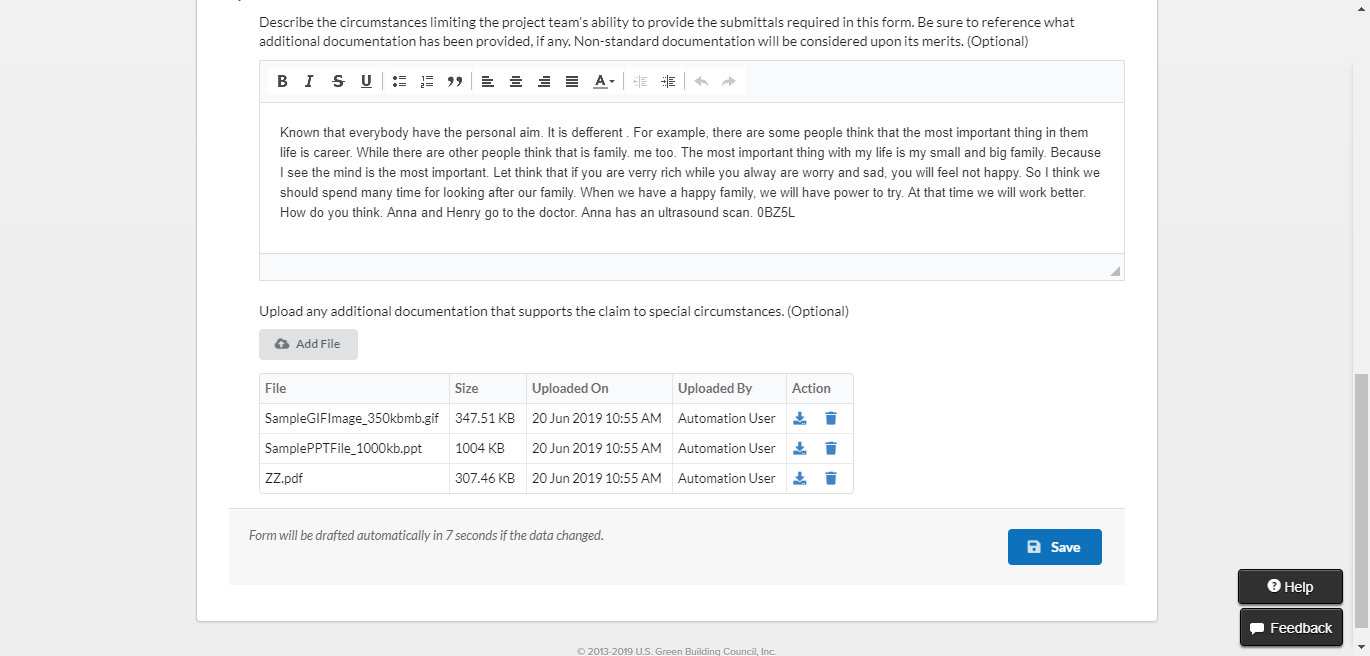 Describe the circumstances limiting the project team's ability to provide the submittals required in this form. Be sure to reference what
additional documentation has been provided, if any. Non-standard documentation will be considered upon its merits. (Optional)
B I S U A
Known that everybody have the personal aim. It is defferent . For example, there are some people think that the most important thing in them
life is career. While there are other people think that is family. me too. The most important thing with my life is my small and big family. Because
I see the mind is the most important. Let think that if you are verry rich while you alway are worry and sad, you will feel not happy. So I think we
should spend many time for looking after our family. When we have a happy family, we will have power to try. At that time we will work better.
How do you think. Anna and Henry go to the doctor. Anna has an ultrasound scan. 0BZ5L
Upload any additional documentation that supports the claim to special circumstances. (Optional)
Add File
File Size Uploaded On Uploaded By Action
SampleGIFImage_350kbmb.gif 347.51 KB 20 Jun 2019 10:55 AM Automation User
SamplePPTFile_1000kb.ppt 1004 KB 20 Jun 2019 10:55 AM Automation User
ZZ.pdf 307.46 KB 20 Jun 2019 10:55 AM Automation User
Form will be drafted automatically in 7 seconds if the data changed.
Save
Help
Feedback
© 2013-2019 U.S. Green Building Council, Inc.